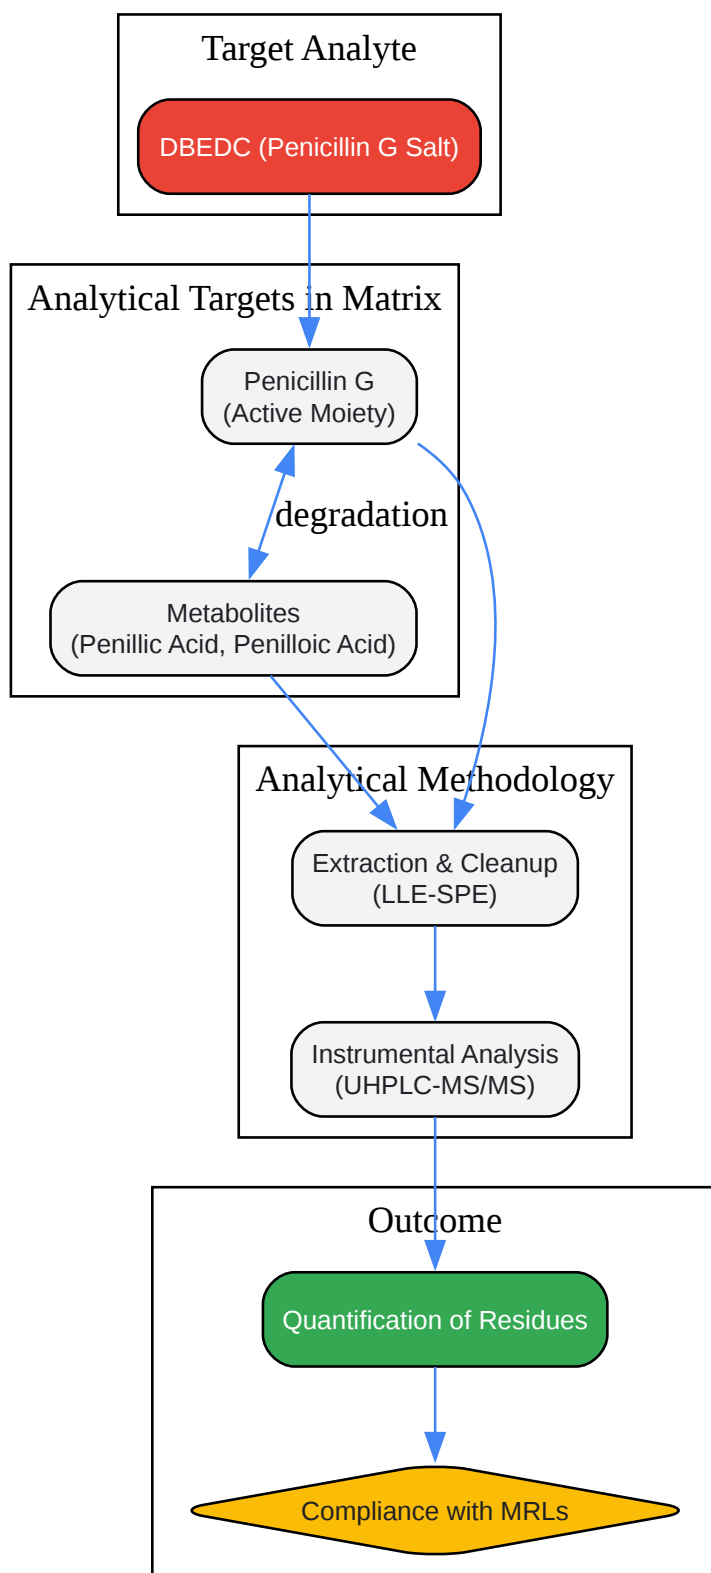 Target Analyte
DBEDC (Penicillin G Salt)
Analytical Targets in Matrix
Penicillin G
(Active Moiety)
degradation
Metabolites
(Penillic Acid, Penilloic Acid)
Analytical Methodology
Extraction & Cleanup
(LLE-SPE)
Instrumental Analysis
(UHPLC-MS/MS)
Outcome
Quantification of Residues
Compliance with MRLs